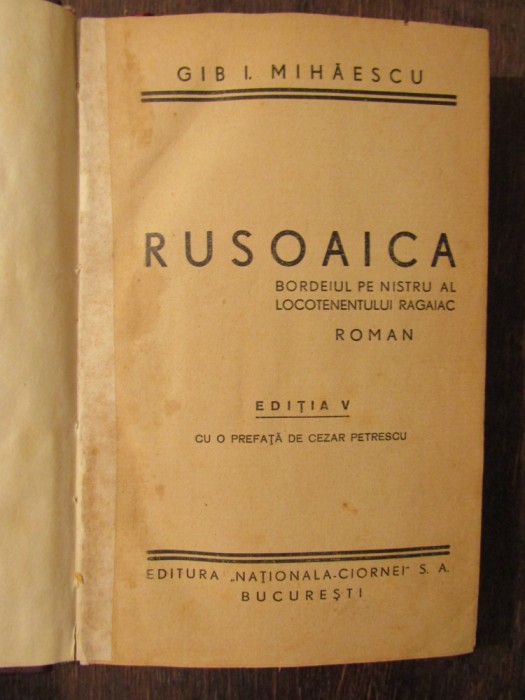 GIB I. MIHĂESCU
RUSOAICA
BORDEIUL PE NISTRU AL
LOCOTENENTULUI RAGAIAC
ROMAN
EDIȚIA V
CU O PREFAȚĂ DE CEZAR PETRESCU
EDITURA „NAȚIONALA-CIORNEI" S. A.
BUCUREȘTI